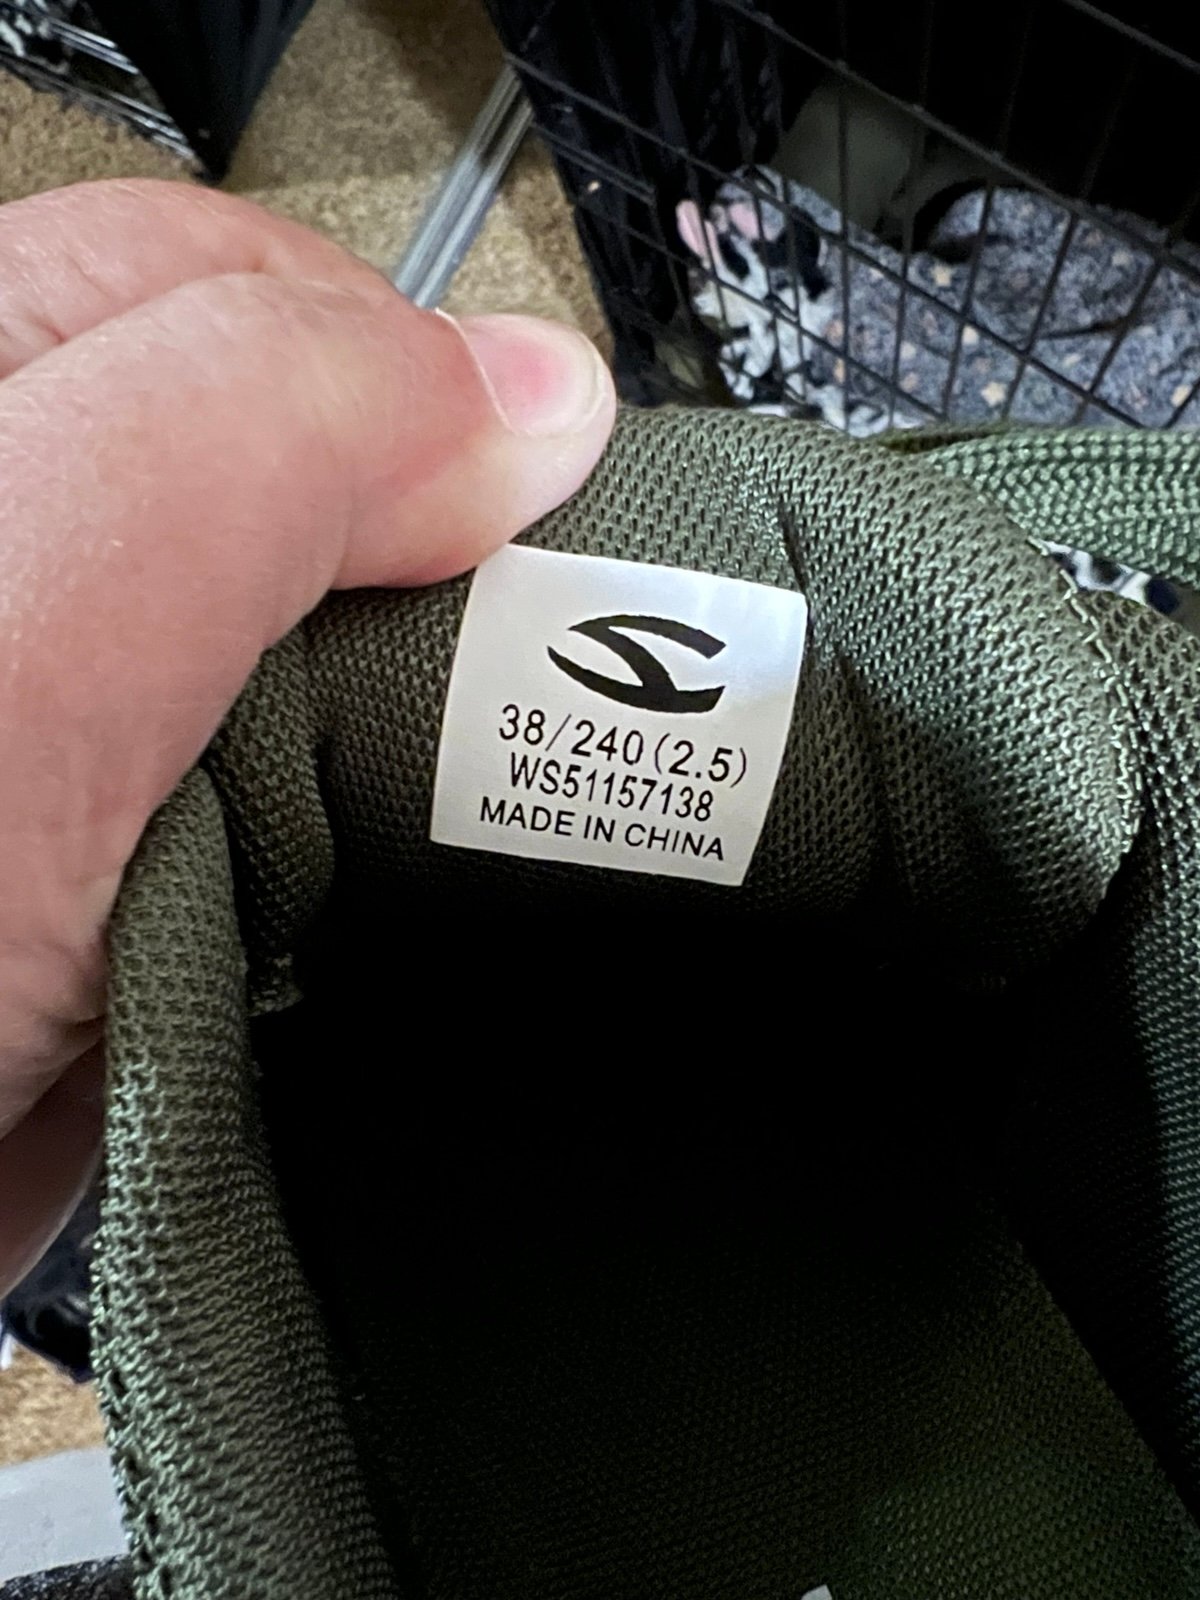 38/240(2.5)
WS51157138
MADE IN CHINA